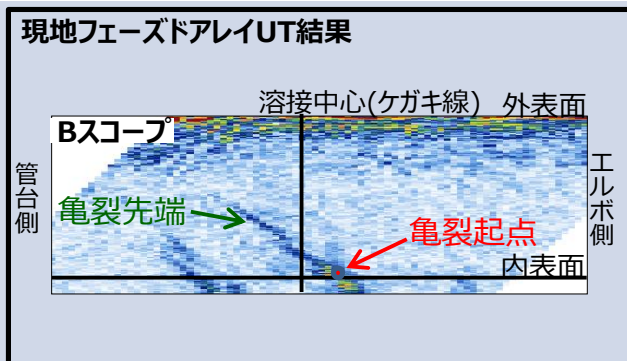 現地フェーズドアレイUT結果
溶接中心(ケガキ線)
外表面
Bスコープ
管台側
エルボ側
亀裂先端
亀裂起点
内表面